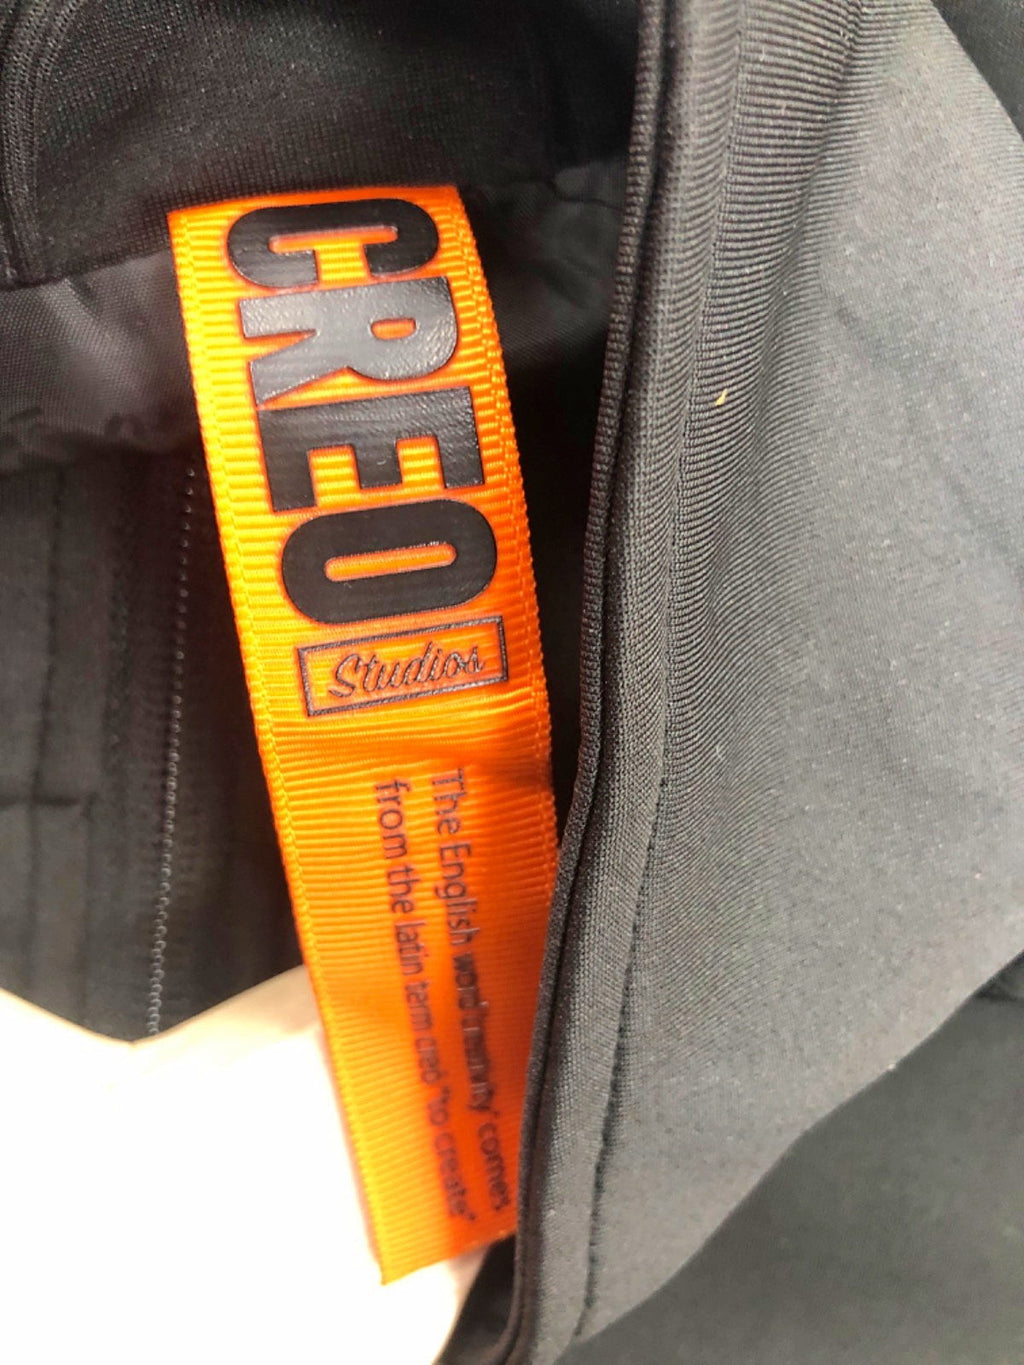 CREO
Studios
The English word 'creativity' comes
from the latin term creo "to create"